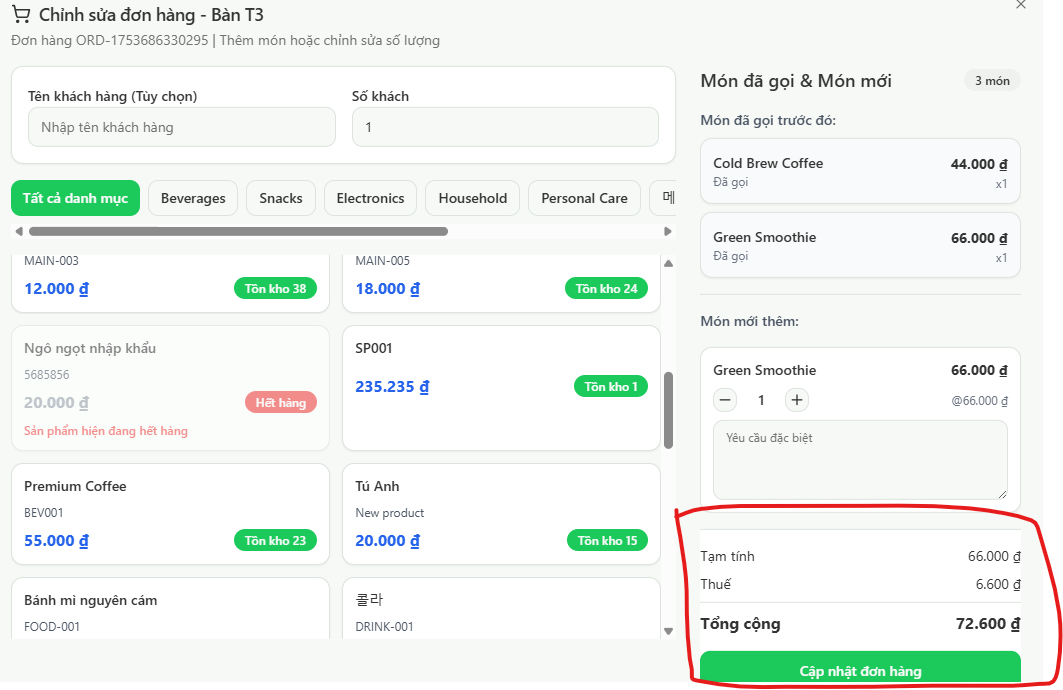 Chỉnh sửa đơn hàng - Bàn T3
Đơn hàng ORD-1753686330295 | Thêm món hoặc chỉnh sửa số lượng
Tên khách hàng (Tùy chọn)
Số khách
Nhập tên khách hàng
1
Tất cả danh mục
Beverages
Snacks
Electronics
Household
Personal Care
메
MAIN-003
12.000 ₫
Tồn kho 38
MAIN-005
18.000 ₫
Tồn kho 24
Ngô ngọt nhập khẩu
5685856
20.000 ₫
Hết hàng
Sản phẩm hiện đang hết hàng
SP001
235.235 ₫
Tồn kho 1
Premium Coffee
BEV001
55.000 ₫
Tồn kho 23
Tú Anh
New product
20.000 ₫
Tồn kho 15
Bánh mì nguyên cám
FOOD-001
콜라
DRINK-001
Món đã gọi & Món mới
3 món
Món đã gọi trước đó:
Cold Brew Coffee
44.000 ₫
Đã gọi
x1
Green Smoothie
66.000 ₫
Đã gọi
x1
Món mới thêm:
Green Smoothie
66.000 ₫
1
@66.000 ₫
Yêu cầu đặc biệt
Tạm tính
66.000 ₫
Thuế
6.600 ₫
Tổng cộng
72.600 ₫
Cập nhật đơn hàng